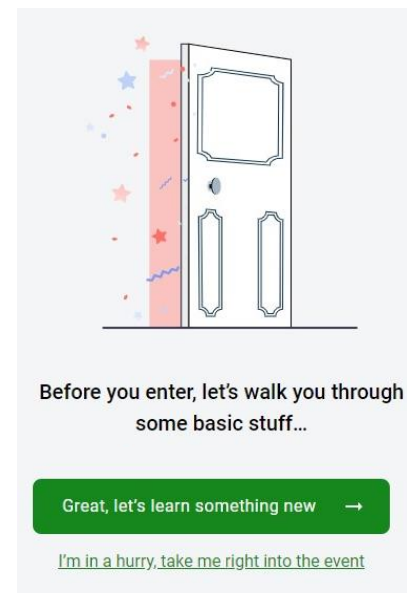 Before you enter, let’s walk you through
some basic stuff…
Great, let’s learn something new →
I’m in a hurry, take me right into the event